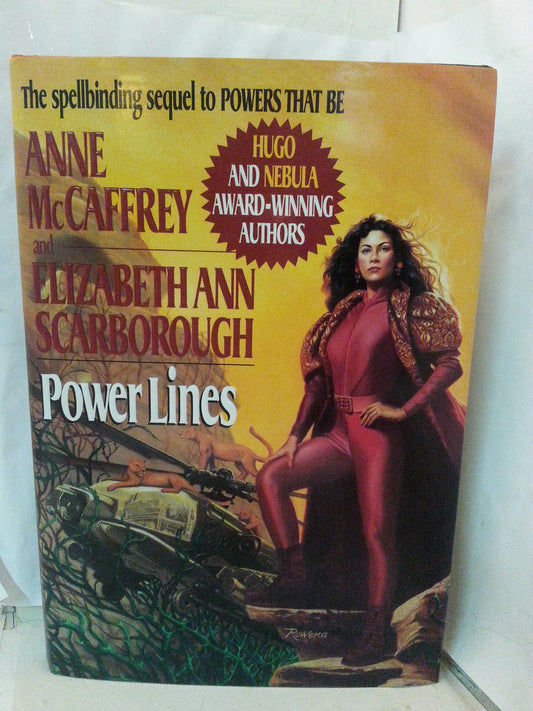 The spellbinding sequel to POWERS THAT BE
ANNE
McCAFFREY
and
ELIZABETH ANN
SCARBOROUGH
HUGO
AND NEBULA
AWARD-WINNING
AUTHORS
Power Lines
Rowena